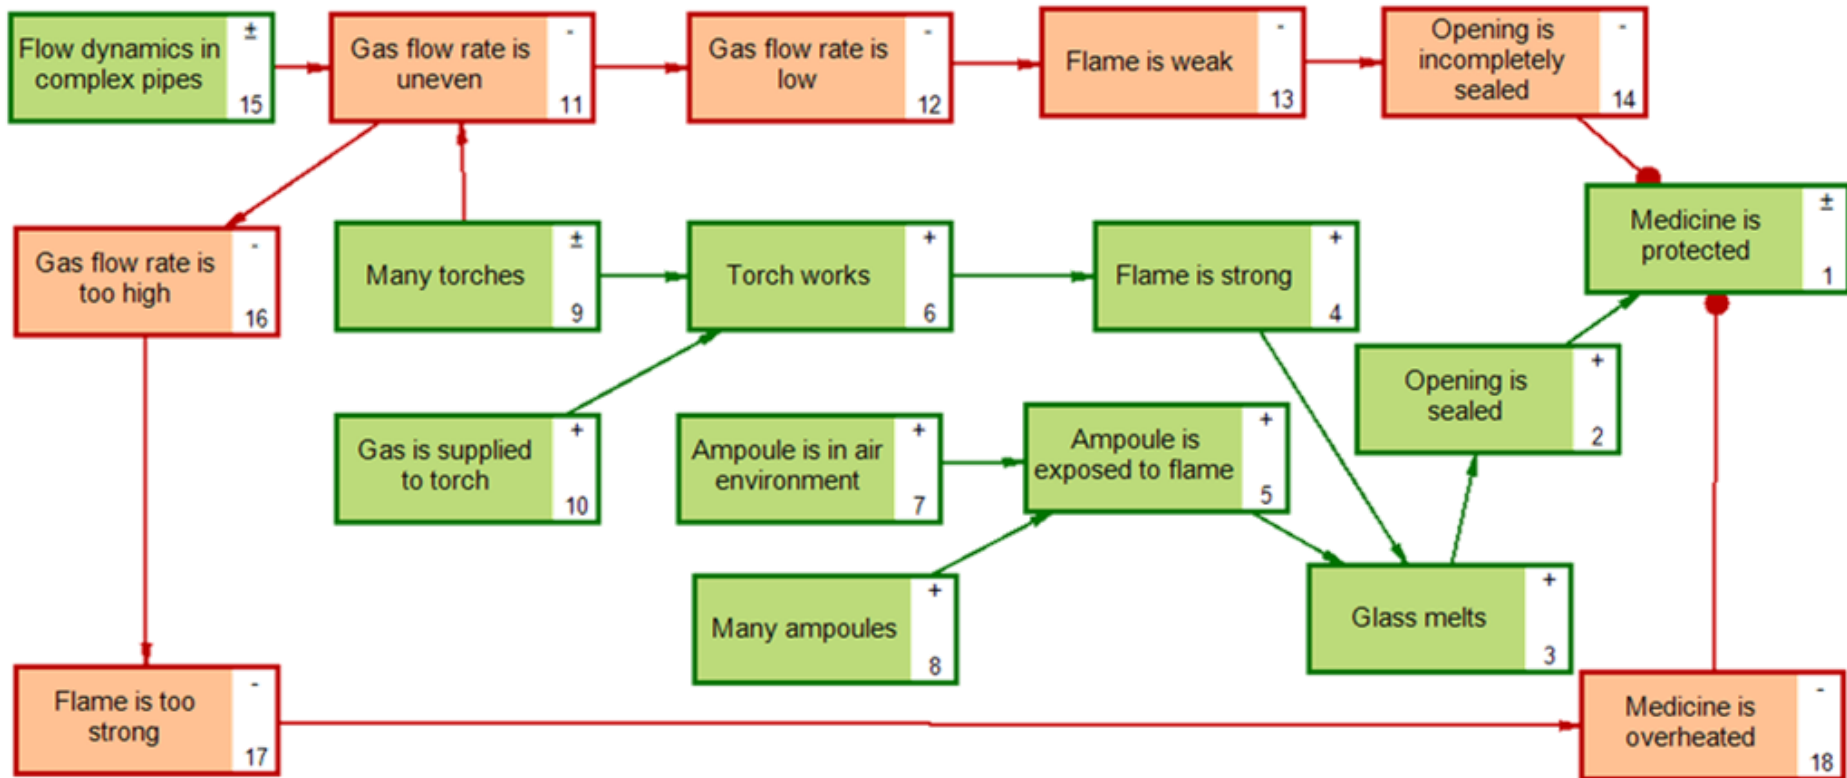 Flow dynamics in
complex pipes
±
15
Gas flow rate is
uneven
-
11
Gas flow rate is
low
-
12
Flame is weak
-
13
Opening is
incompletely
sealed
-
14
Medicine is
protected
±
1
Gas flow rate is
too high
-
16
Many torches
±
9
Torch works
+
6
Flame is strong
+
4
Opening is
sealed
+
2
Gas is supplied
to torch
+
10
Ampoule is in air
environment
+
7
Ampoule is
exposed to flame
+
5
Many ampoules
+
8
Glass melts
+
3
Flame is too
strong
-
17
Medicine is
overheated
-
18